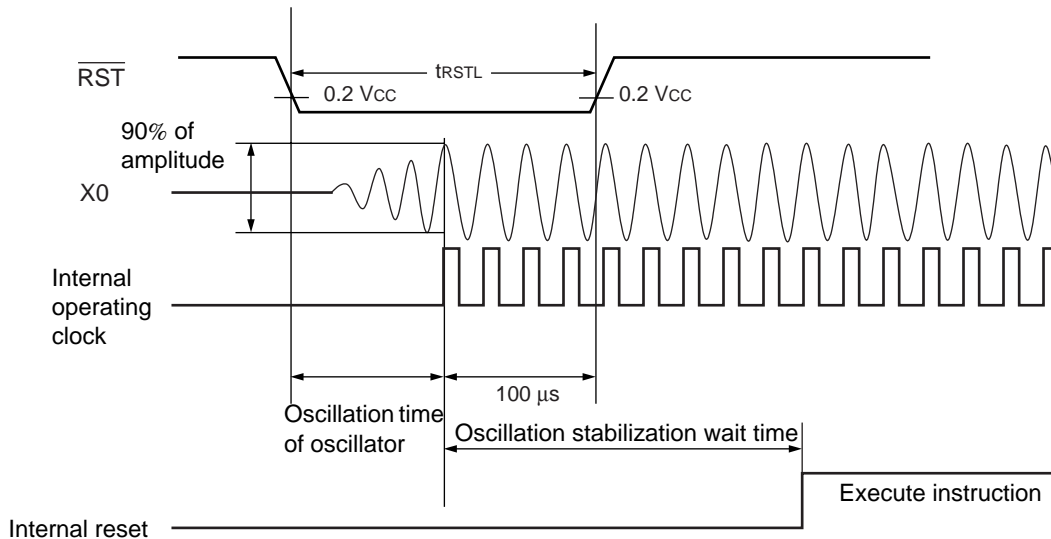 RST
tRSTL
0.2 VCC
0.2 VCC
90% of
amplitude
X0
Internal
operating
clock
100 μs
Oscillation time
of oscillator
Oscillation stabilization wait time
Execute instruction
Internal reset